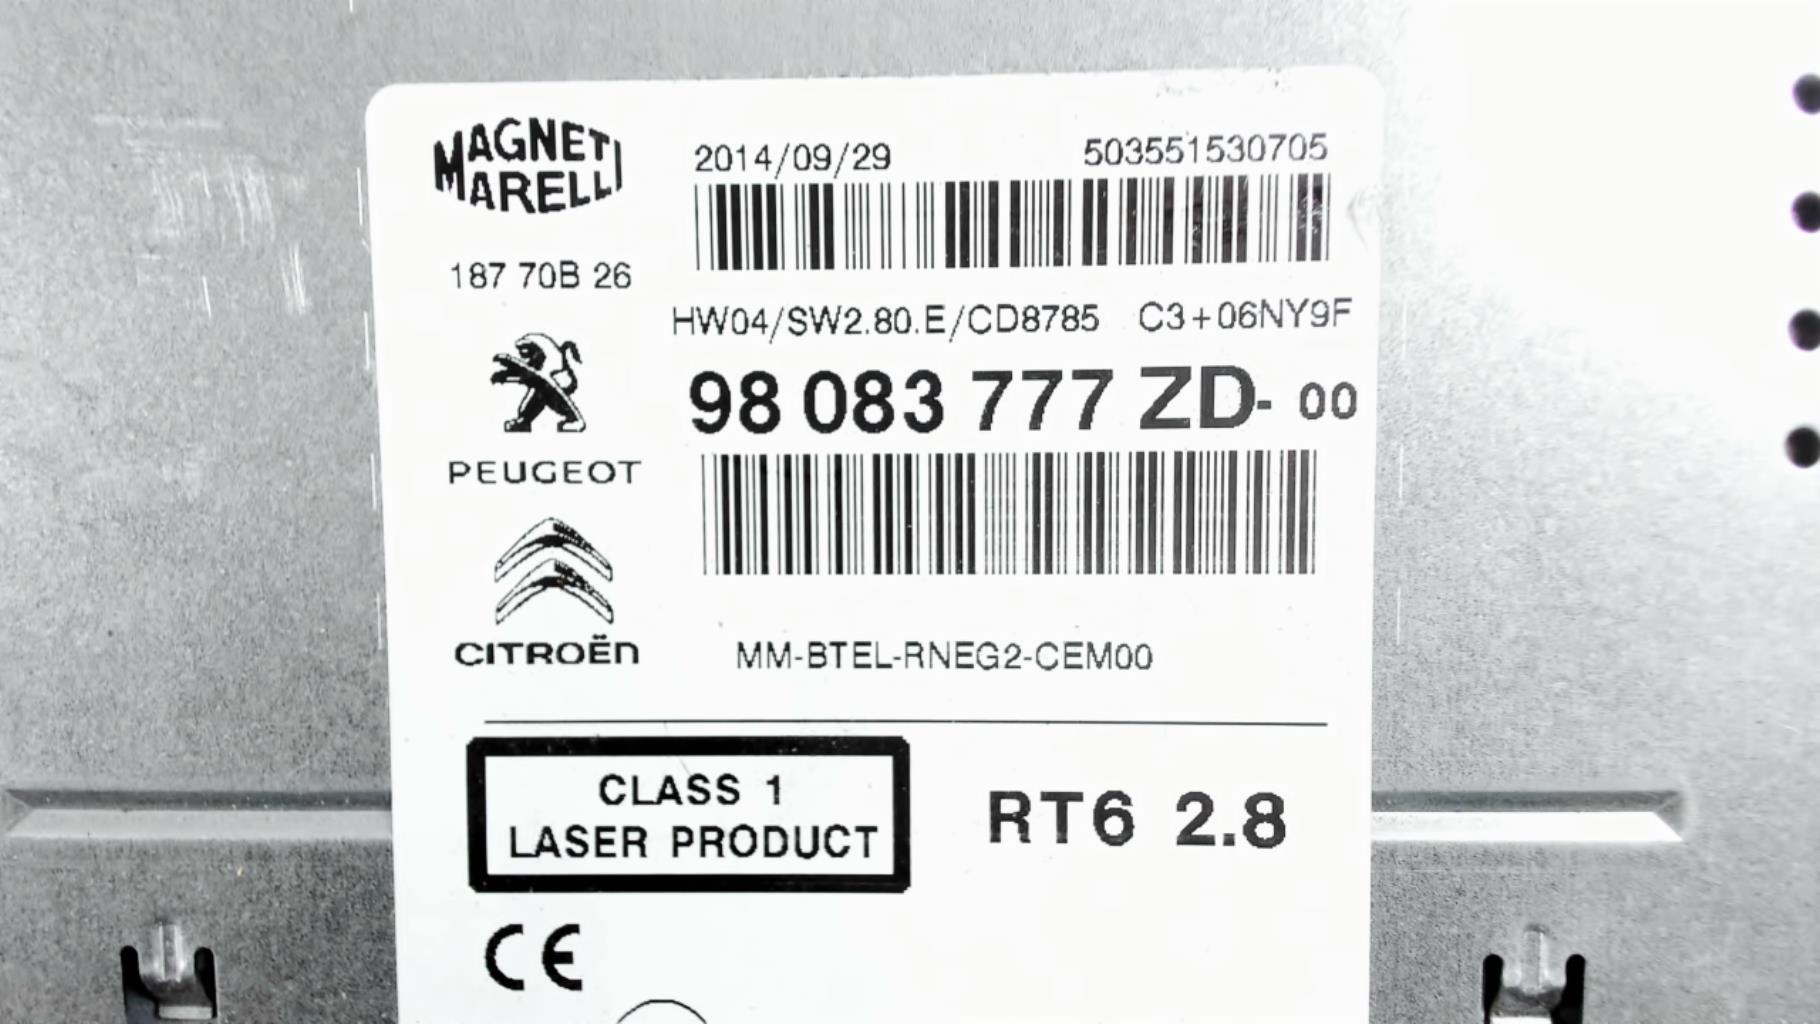 MAGNETI
MARELLI
2014/09/29 503551530705
187 70B 26
HW04/SW2.80.E/CD8785 C3+06NY9F
98 083 777 ZD- 00
PEUGEOT
CITROËN
MM-BTEL-RNEG2-CEM00
CLASS 1
LASER PRODUCT
RT6 2.8
CE